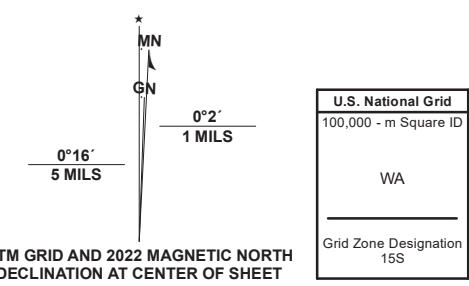 MN
GN
0°2´
1 MILS
0°16´
5 MILS
TM GRID AND 2022 MAGNETIC NORTH
DECLINATION AT CENTER OF SHEET
U.S. National Grid
100,000 - m Square ID
WA
Grid Zone Designation
15S